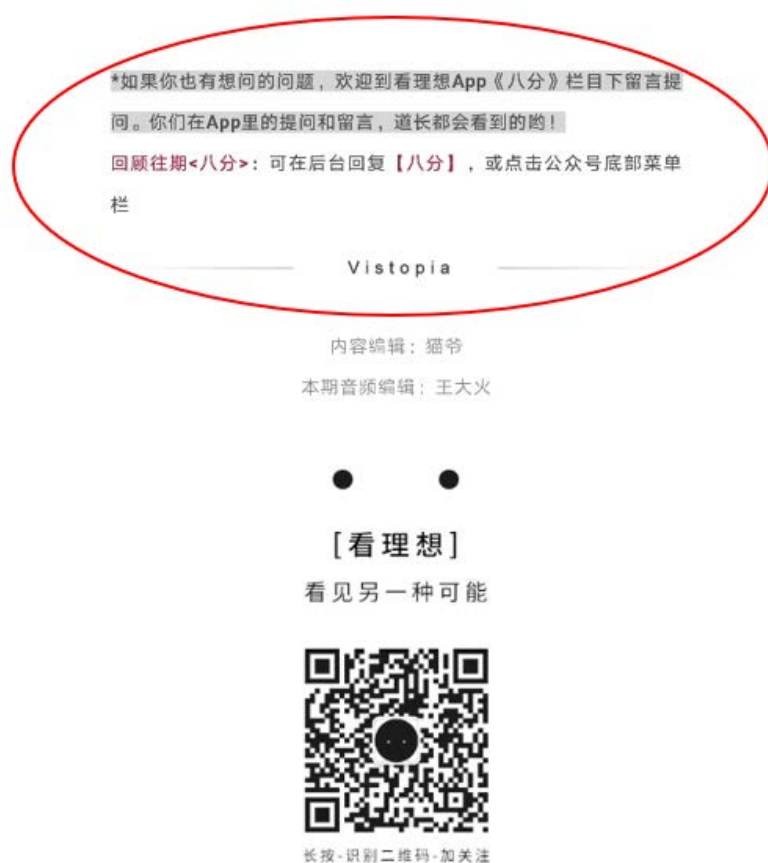 *如果你也有想问的问题，欢迎到看理想App《八分》栏目下留言提
问。你们在App里的提问和留言，道长都会看到的哟！
回顾往期<八分>：可在后台回复【八分】，或点击公众号底部菜单
栏
Vistopia
内容编辑：猫爷
本期音频编辑：王大火
[看理想]
看见另一种可能
长按-识别二维码-加关注